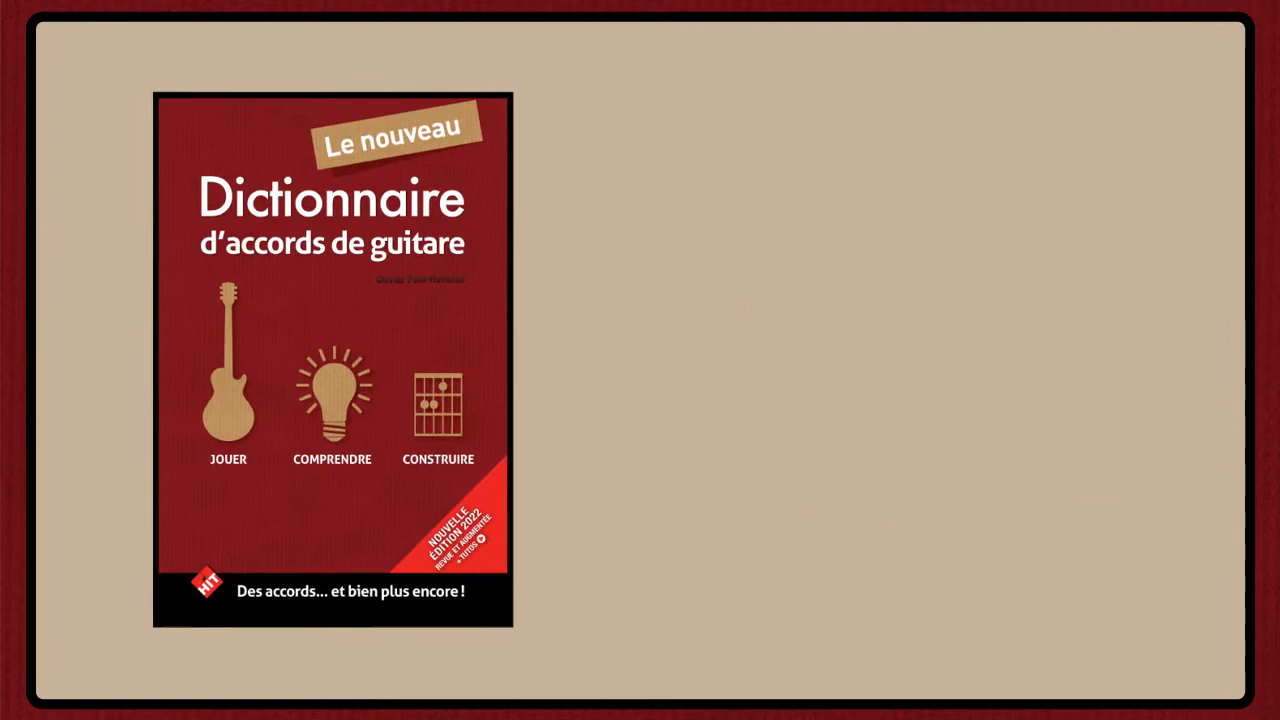 Le nouveau
Dictionnaire
d'accords de guitare
JOUER
COMPRENDRE
CONSTRUIRE
NOUVELLE
ÉDITION 2022
REVUE ET AUGMENTÉE
+ TUTOS
HIT
Des accords... et bien plus encore !